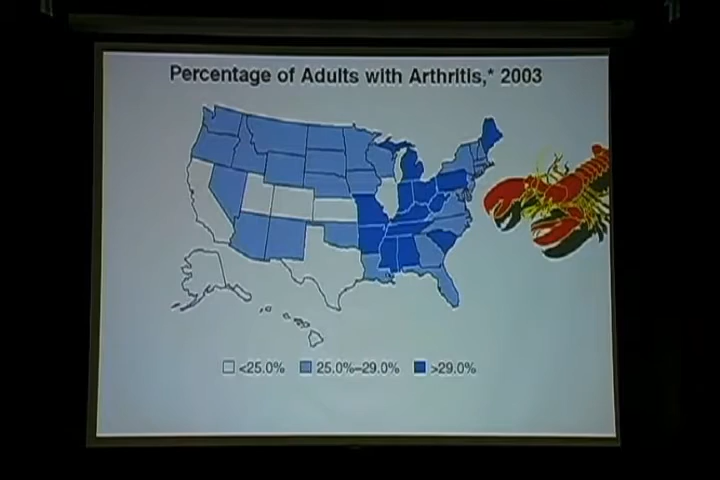 Percentage of Adults with Arthritis,* 2003
<25.0% 25.0%–29.0% >29.0%